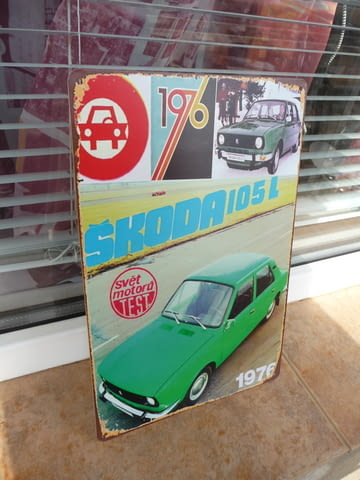 1976
ŠKODA 105 L
svět
motorů
TEST
1976